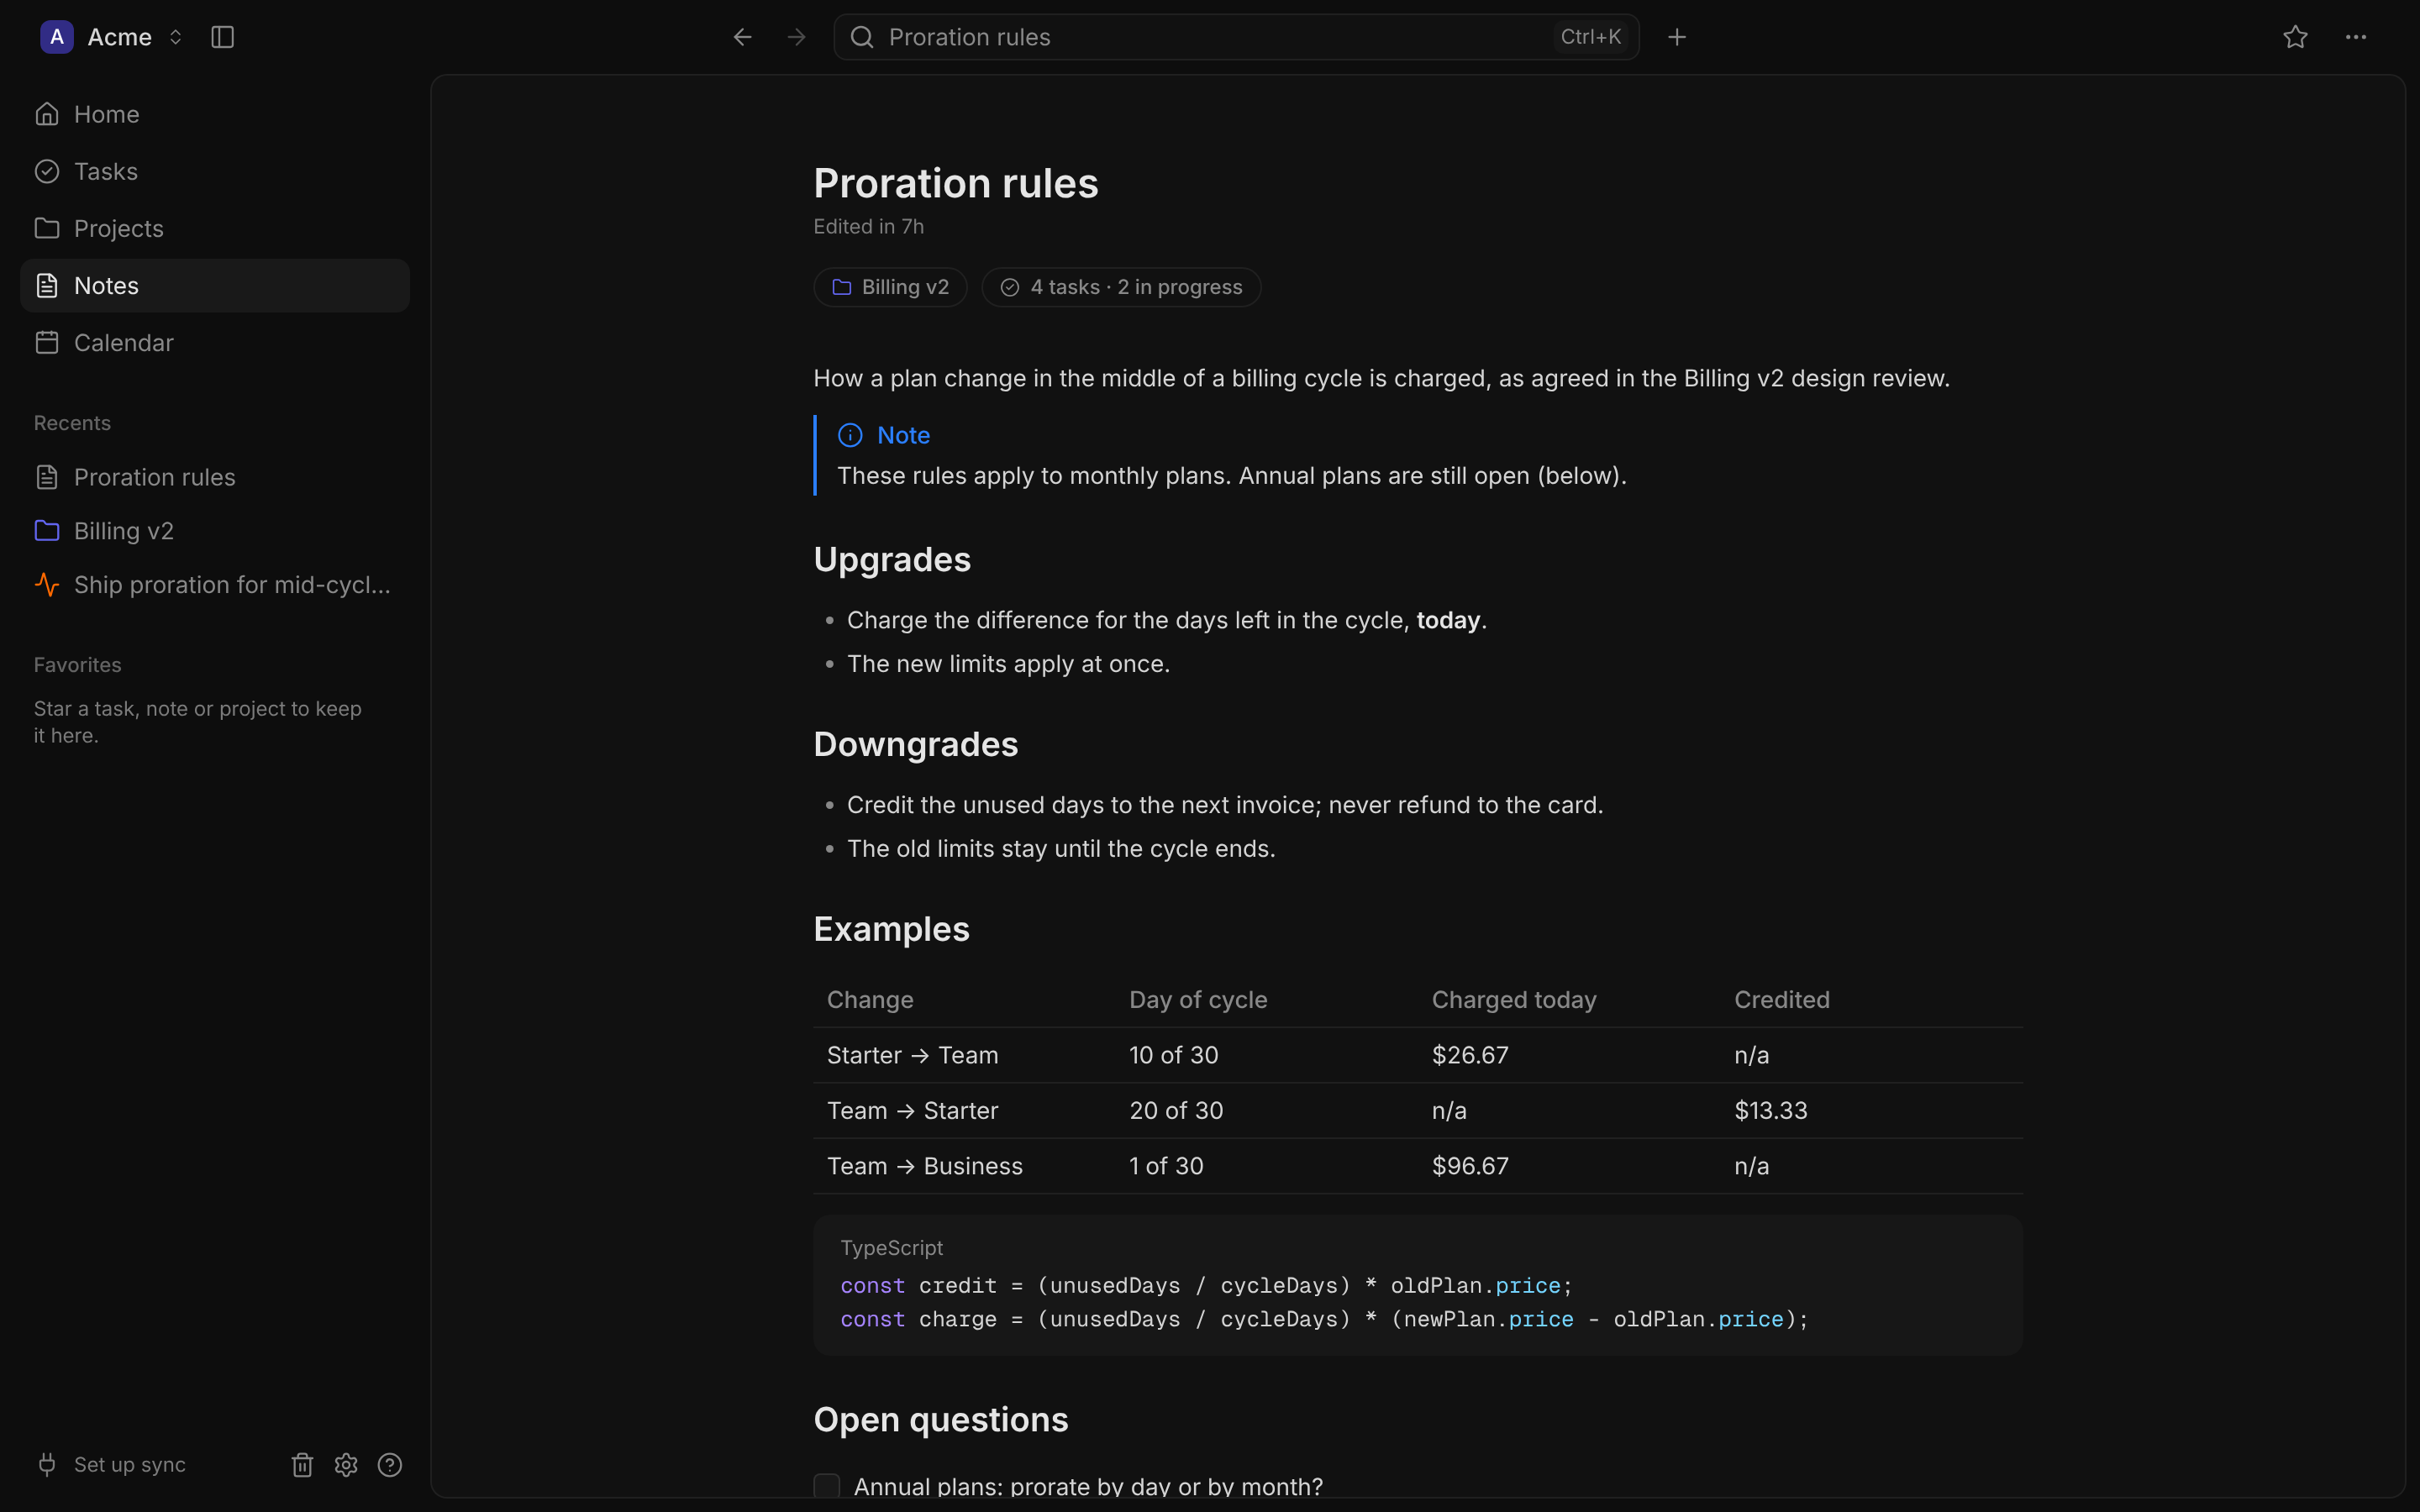 A Acme
Proration rules Ctrl+K
Home
Tasks
Projects
Notes
Calendar
Recents
Proration rules
Billing v2
Ship proration for mid-cycl...
Favorites
Star a task, note or project to keep
it here.
Set up sync
Proration rules
Edited in 7h
Billing v2
4 tasks · 2 in progress
How a plan change in the middle of a billing cycle is charged, as agreed in the Billing v2 design review.
Note
These rules apply to monthly plans. Annual plans are still open (below).
Upgrades
• Charge the difference for the days left in the cycle, today.
• The new limits apply at once.
Downgrades
• Credit the unused days to the next invoice; never refund to the card.
• The old limits stay until the cycle ends.
Examples
Change Day of cycle Charged today Credited
Starter → Team 10 of 30 $26.67 n/a
Team → Starter 20 of 30 n/a $13.33
Team → Business 1 of 30 $96.67 n/a
TypeScript
const credit = (unusedDays / cycleDays) * oldPlan.price;
const charge = (unusedDays / cycleDays) * (newPlan.price - oldPlan.price);
Open questions
Annual plans: prorate by day or by month?